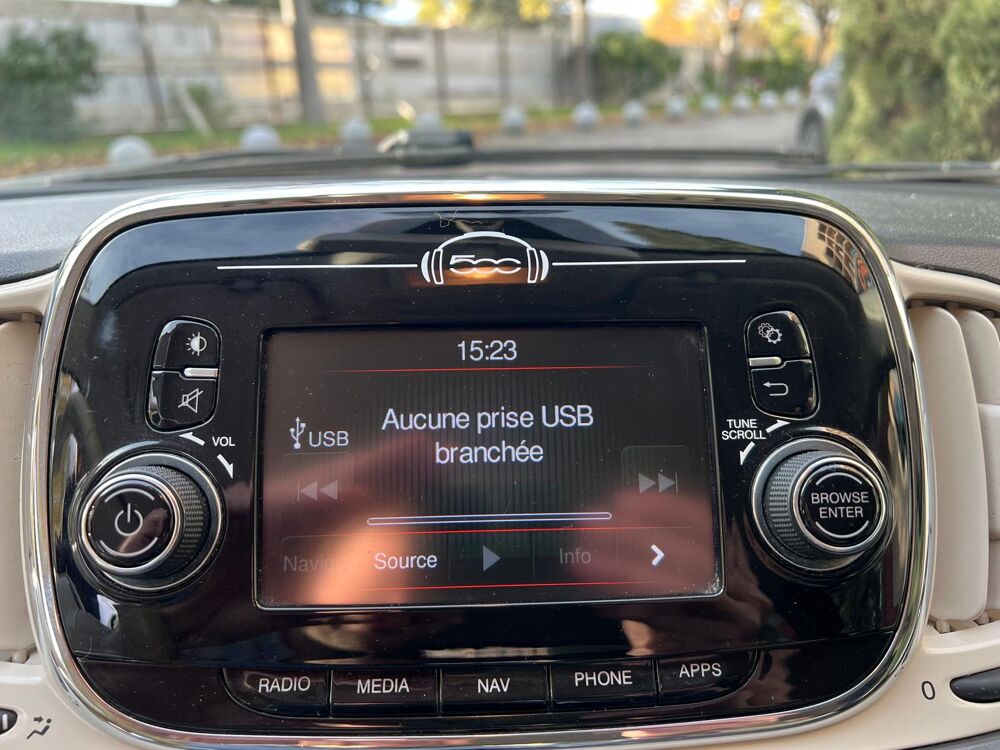 500
15:23
USB
Aucune prise USB
branchée
VOL
TUNE
SCROLL
BROWSE
ENTER
Source
Info
RADIO
MEDIA
NAV
PHONE
APPS
0